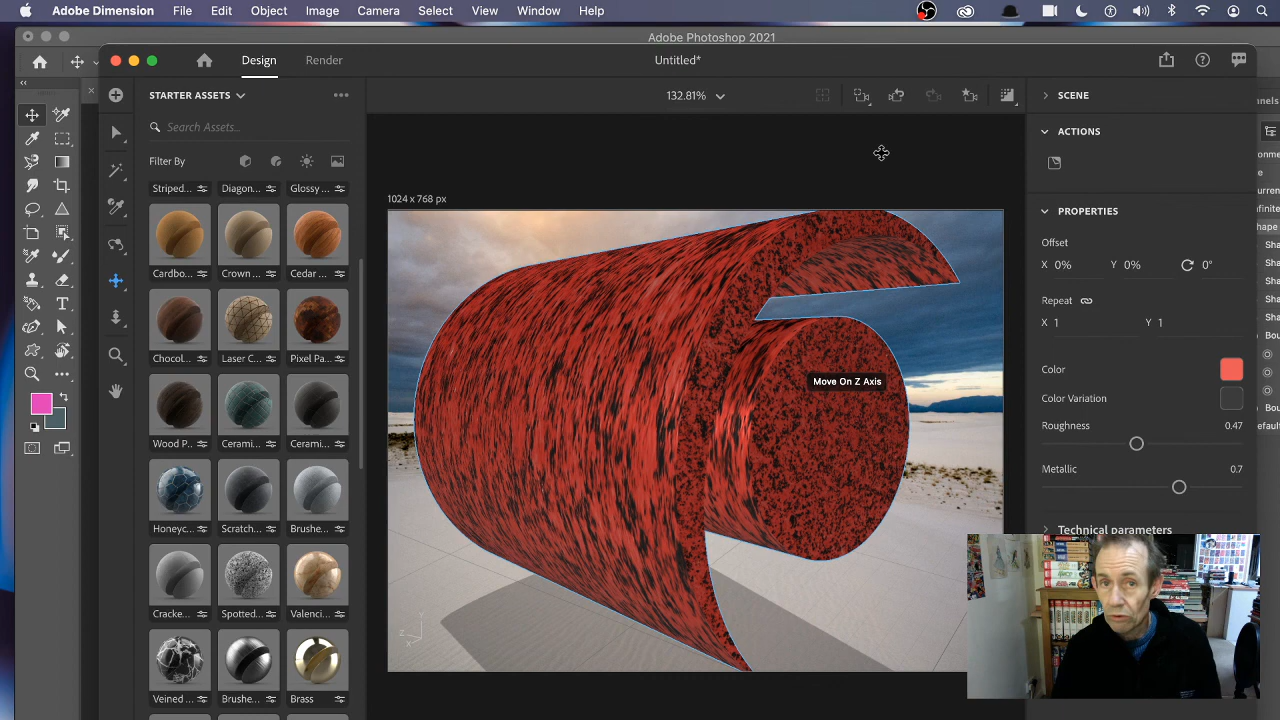 Adobe Dimension File Edit Object Image Camera Select View Window Help
Adobe Photoshop 2021
Design Render Untitled*
STARTER ASSETS
132.81%
SCENE
Search Assets...
ACTIONS
Filter By
Striped... Diagon... Glossy ...
1024 x 768 px
PROPERTIES
Offset
X 0% Y 0% 0°
Cardbo... Crown ... Cedar ...
Repeat
X 1 Y 1
Chocol... Laser C... Pixel Pa...
Color
Move On Z Axis
Color Variation
Roughness 0.47
Wood P... Cerami... Cerami...
Metallic 0.7
Honeyc... Scratch... Brushe...
Technical parameters
Cracke... Spotted... Valenci...
Y
Z
X
Veined ... Brushe... Brass